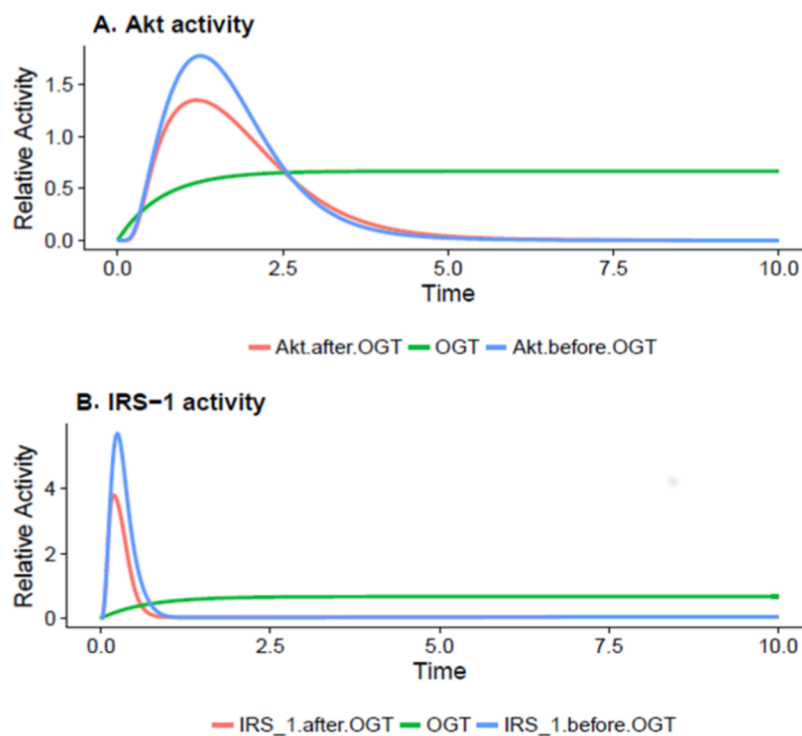 A. Akt activity
Relative Activity
1.5
1.0
0.5
0.0
0.0 2.5 5.0 7.5 10.0
Time
Akt.after.OGT OGT Akt.before.OGT
B. IRS−1 activity
Relative Activity
4
2
0
0.0 2.5 5.0 7.5 10.0
Time
IRS_1.after.OGT OGT IRS_1.before.OGT